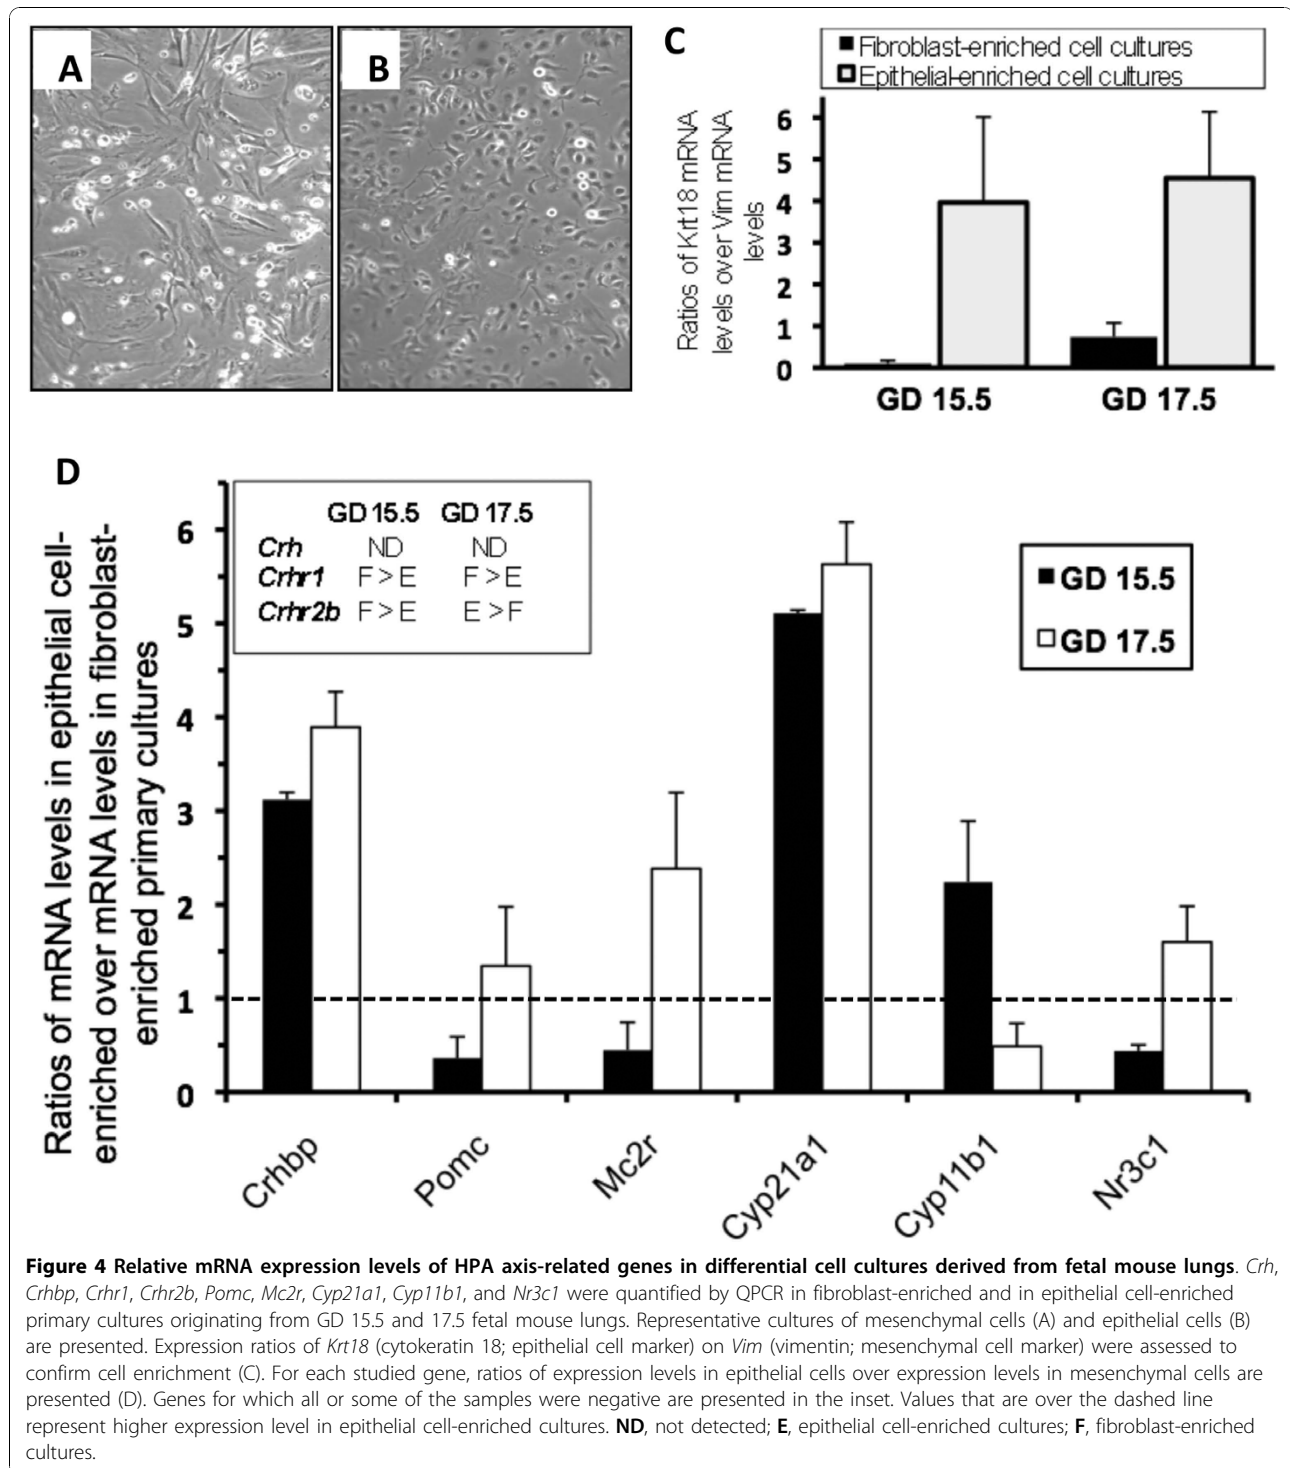 A
B
C
Fibroblast-enriched cell cultures
Epithelial-enriched cell cultures
Ratios of Krt18 mRNA
levels over Vim mRNA
levels
6
5
4
3
2
1
0
GD 15.5 GD 17.5
D
Ratios of mRNA levels in epithelial cell-
enriched over mRNA levels in fibroblast-
enriched primary cultures
6
5
4
3
2
1
0
GD 15.5 GD 17.5
Crh ND ND
Crhr1 F > E F > E
Crhr2b F > E E > F
GD 15.5
GD 17.5
Crhbp
Pomc
Mc2r
Cyp21a1
Cyp11b1
Nr3c1
Figure 4 Relative mRNA expression levels of HPA axis-related genes in differential cell cultures derived from fetal mouse lungs. Crh,
Crhbp, Crhr1, Crhr2b, Pomc, Mc2r, Cyp21a1, Cyp11b1, and Nr3c1 were quantified by QPCR in fibroblast-enriched and in epithelial cell-enriched
primary cultures originating from GD 15.5 and 17.5 fetal mouse lungs. Representative cultures of mesenchymal cells (A) and epithelial cells (B)
are presented. Expression ratios of Krt18 (cytokeratin 18; epithelial cell marker) on Vim (vimentin; mesenchymal cell marker) were assessed to
confirm cell enrichment (C). For each studied gene, ratios of expression levels in epithelial cells over expression levels in mesenchymal cells are
presented (D). Genes for which all or some of the samples were negative are presented in the inset. Values that are over the dashed line
represent higher expression level in epithelial cell-enriched cultures. ND, not detected; E, epithelial cell-enriched cultures; F, fibroblast-enriched
cultures.